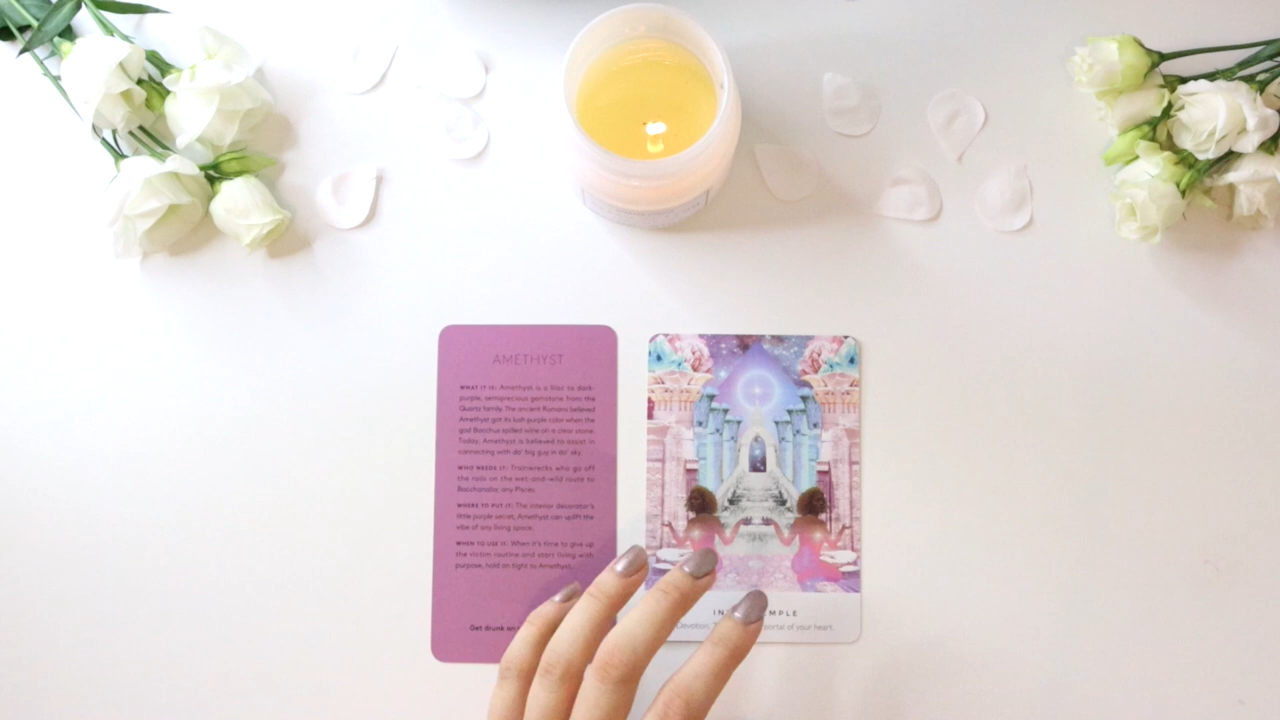 AMETHYST
WHAT IT IS: Amethyst is a lilac to dark-
purple, semiprecious gemstone from the
Quartz family. The ancient Romans believed
Amethyst got its lush purple color when the
god Bacchus spilled wine on a clear stone.
Today, Amethyst is believed to assist in
connecting with da' big guy in da' sky.
WHO NEEDS IT: Trainwrecks who go off
the rails on the wet-and-wild route to
Bacchanalia; any Pisces.
WHERE TO PUT IT: The interior decorator's
little purple secret, Amethyst can uplift the
vibe of any living space.
WHEN TO USE IT: When it's time to give up
the victim routine and start living with
purpose, hold on tight to Amethyst.
Get drunk on
IN MPLE
Devotion. portal of your heart.